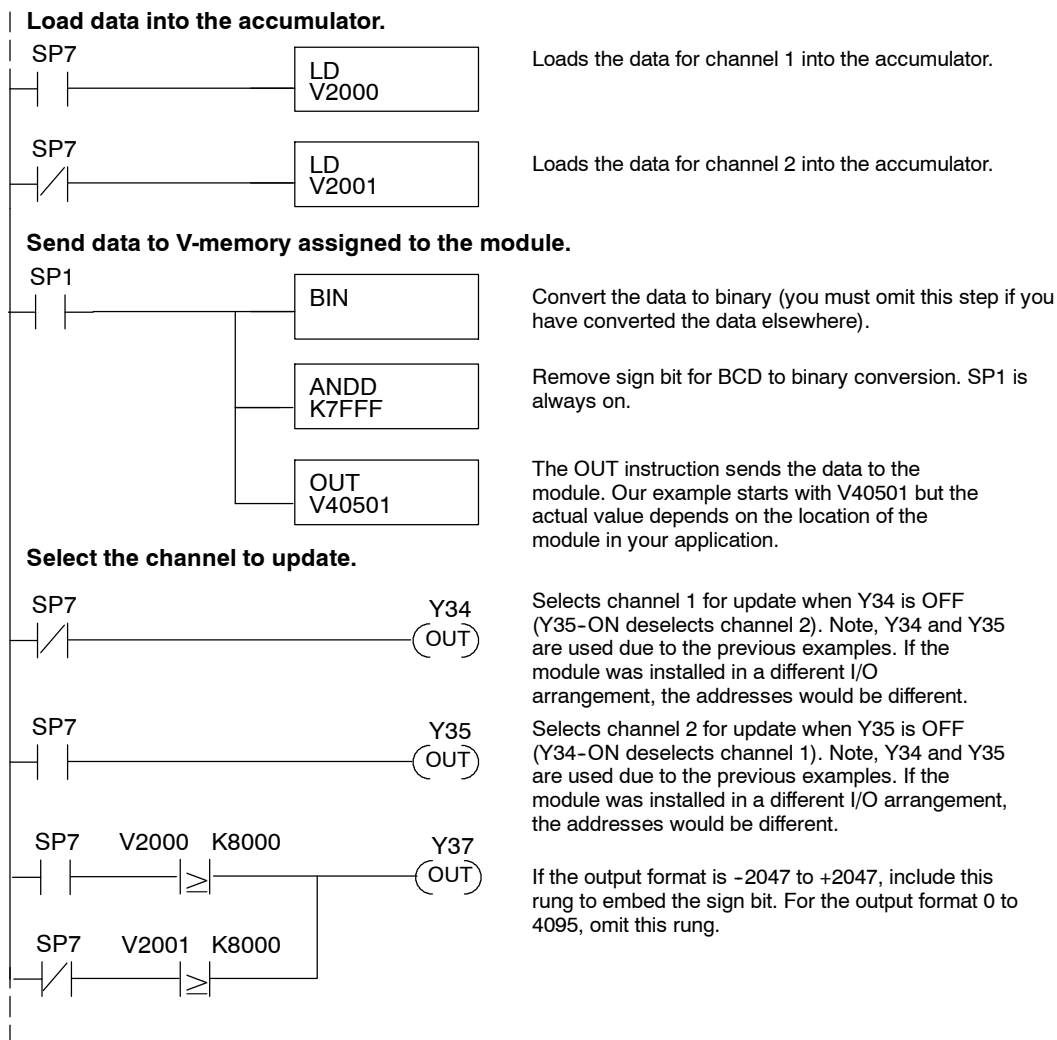 Load data into the accumulator.
SP7
LD
V2000
Loads the data for channel 1 into the accumulator.
SP7
LD
V2001
Loads the data for channel 2 into the accumulator.
Send data to V-memory assigned to the module.
SP1
BIN
Convert the data to binary (you must omit this step if you
have converted the data elsewhere).
ANDD
K7FFF
Remove sign bit for BCD to binary conversion. SP1 is
always on.
OUT
V40501
The OUT instruction sends the data to the
module. Our example starts with V40501 but the
actual value depends on the location of the
module in your application.
Select the channel to update.
SP7
Y34
OUT
Selects channel 1 for update when Y34 is OFF
(Y35-ON deselects channel 2). Note, Y34 and Y35
are used due to the previous examples. If the
module was installed in a different I/O
arrangement, the addresses would be different.
SP7
Y35
OUT
Selects channel 2 for update when Y35 is OFF
(Y34-ON deselects channel 1). Note, Y34 and Y35
are used due to the previous examples. If the
module was installed in a different I/O arrangement,
the addresses would be different.
SP7 V2000 K8000
≥
Y37
OUT
If the output format is -2047 to +2047, include this
rung to embed the sign bit. For the output format 0 to
4095, omit this rung.
SP7 V2001 K8000
≥